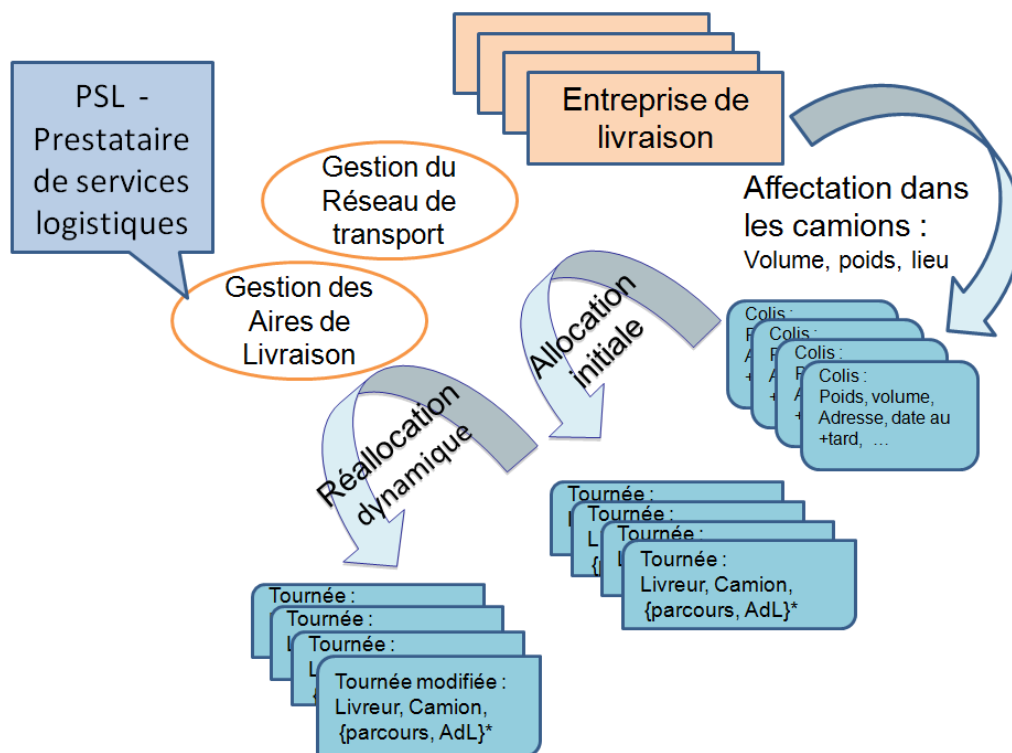 PSL -
Prestataire
de services
logistiques
Entreprise de
livraison
Gestion du
Réseau de
transport
Gestion des
Aires de
Livraison
Affectation dans
les camions :
Volume, poids, lieu
Allocation
initiale
Réallocation
dynamique
Colis :
Colis :
Colis :
Colis :
Poids, volume,
Adresse, date au
+tard, …
Tournée :
Tournée :
Tournée :
Tournée :
Livreur, Camion,
{parcours, AdL}*
Tournée :
Tournée :
Tournée :
Tournée modifiée :
Livreur, Camion,
{parcours, AdL}*